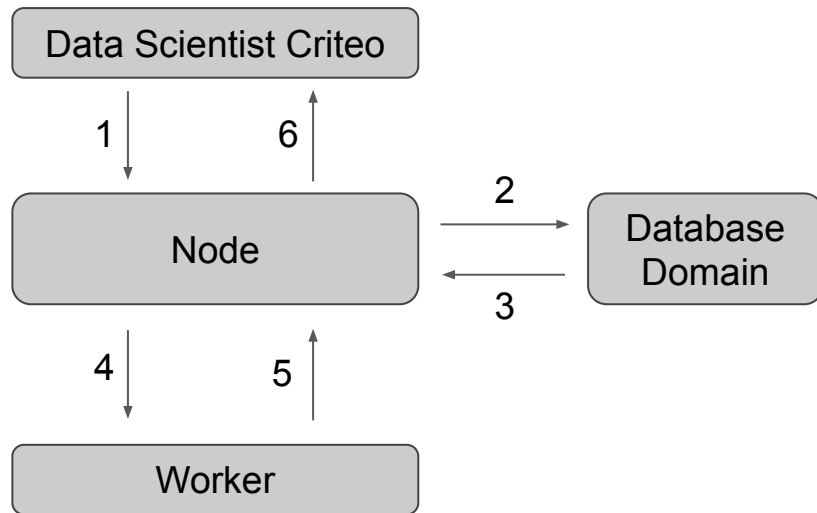 Data Scientist Criteo
1
6
Node
2
3
Database
Domain
4
5
Worker